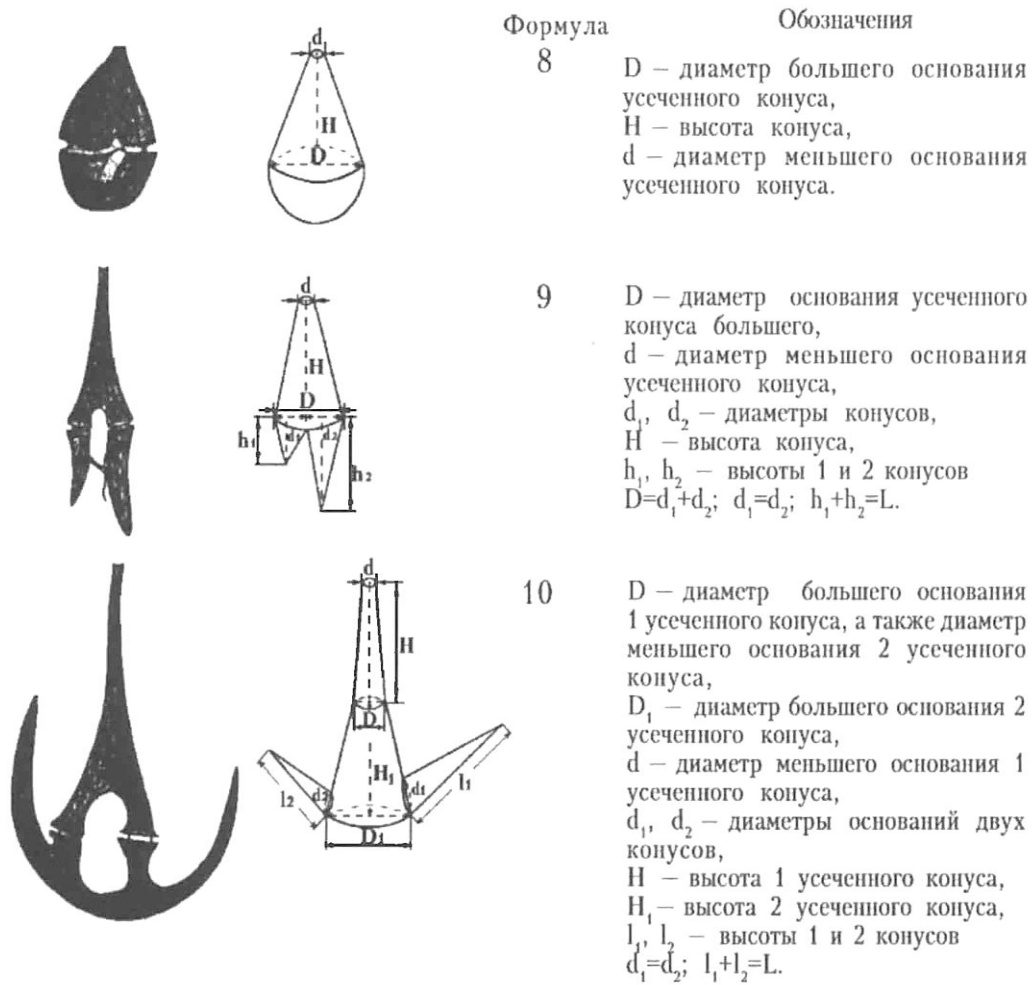 Формула
Обозначения
d
H
D
8
D – диаметр большего основания
усеченного конуса,
H – высота конуса,
d – диаметр меньшего основания
усеченного конуса.
d
H
D
h₁
d₁
d₂
h₂
9
D – диаметр основания усеченного
конуса большего,
d – диаметр меньшего основания
усеченного конуса,
d₁, d₂ – диаметры конусов,
H – высота конуса,
h₁, h₂ – высоты 1 и 2 конусов
D=d₁+d₂; d₁=d₂; h₁+h₂=L.
d
H
D
H₁
l₂
d₂
d₁
l₁
D₁
10
D – диаметр большего основания
1 усеченного конуса, а также диаметр
меньшего основания 2 усеченного
конуса,
D₁ – диаметр большего основания 2
усеченного конуса,
d – диаметр меньшего основания 1
усеченного конуса,
d₁, d₂ – диаметры оснований двух
конусов,
H – высота 1 усеченного конуса,
H₁ – высота 2 усеченного конуса,
l₁, l₂ – высоты 1 и 2 конусов
d₁=d₂; l₁+l₂=L.